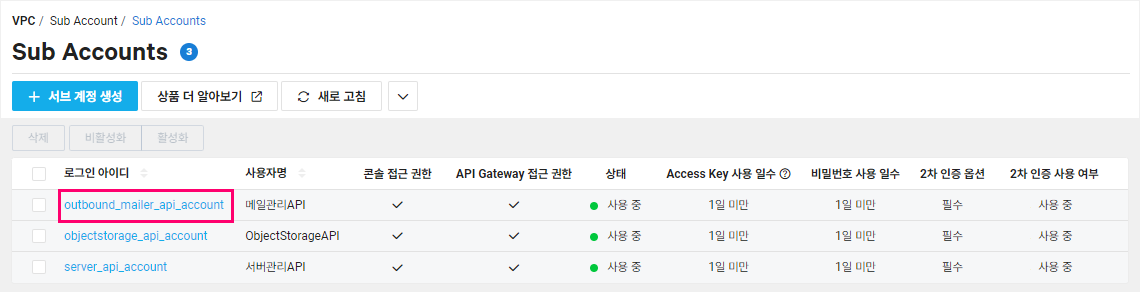 VPC / Sub Account / Sub Accounts
Sub Accounts 3
+ 서브 계정 생성 상품 더 알아보기 새로 고침
삭제 비활성화 활성화
로그인 아이디 사용자명 콘솔 접근 권한 API Gateway 접근 권한 상태 Access Key 사용 일수 ? 비밀번호 사용 일수 2차 인증 옵션 2차 인증 사용 여부
outbound_mailer_api_account 메일관리API 사용 중 1일 미만 1일 미만 필수 사용 중
objectstorage_api_account ObjectStorageAPI 사용 중 1일 미만 1일 미만 필수 사용 중
server_api_account 서버관리API 사용 중 1일 미만 1일 미만 필수 사용 중